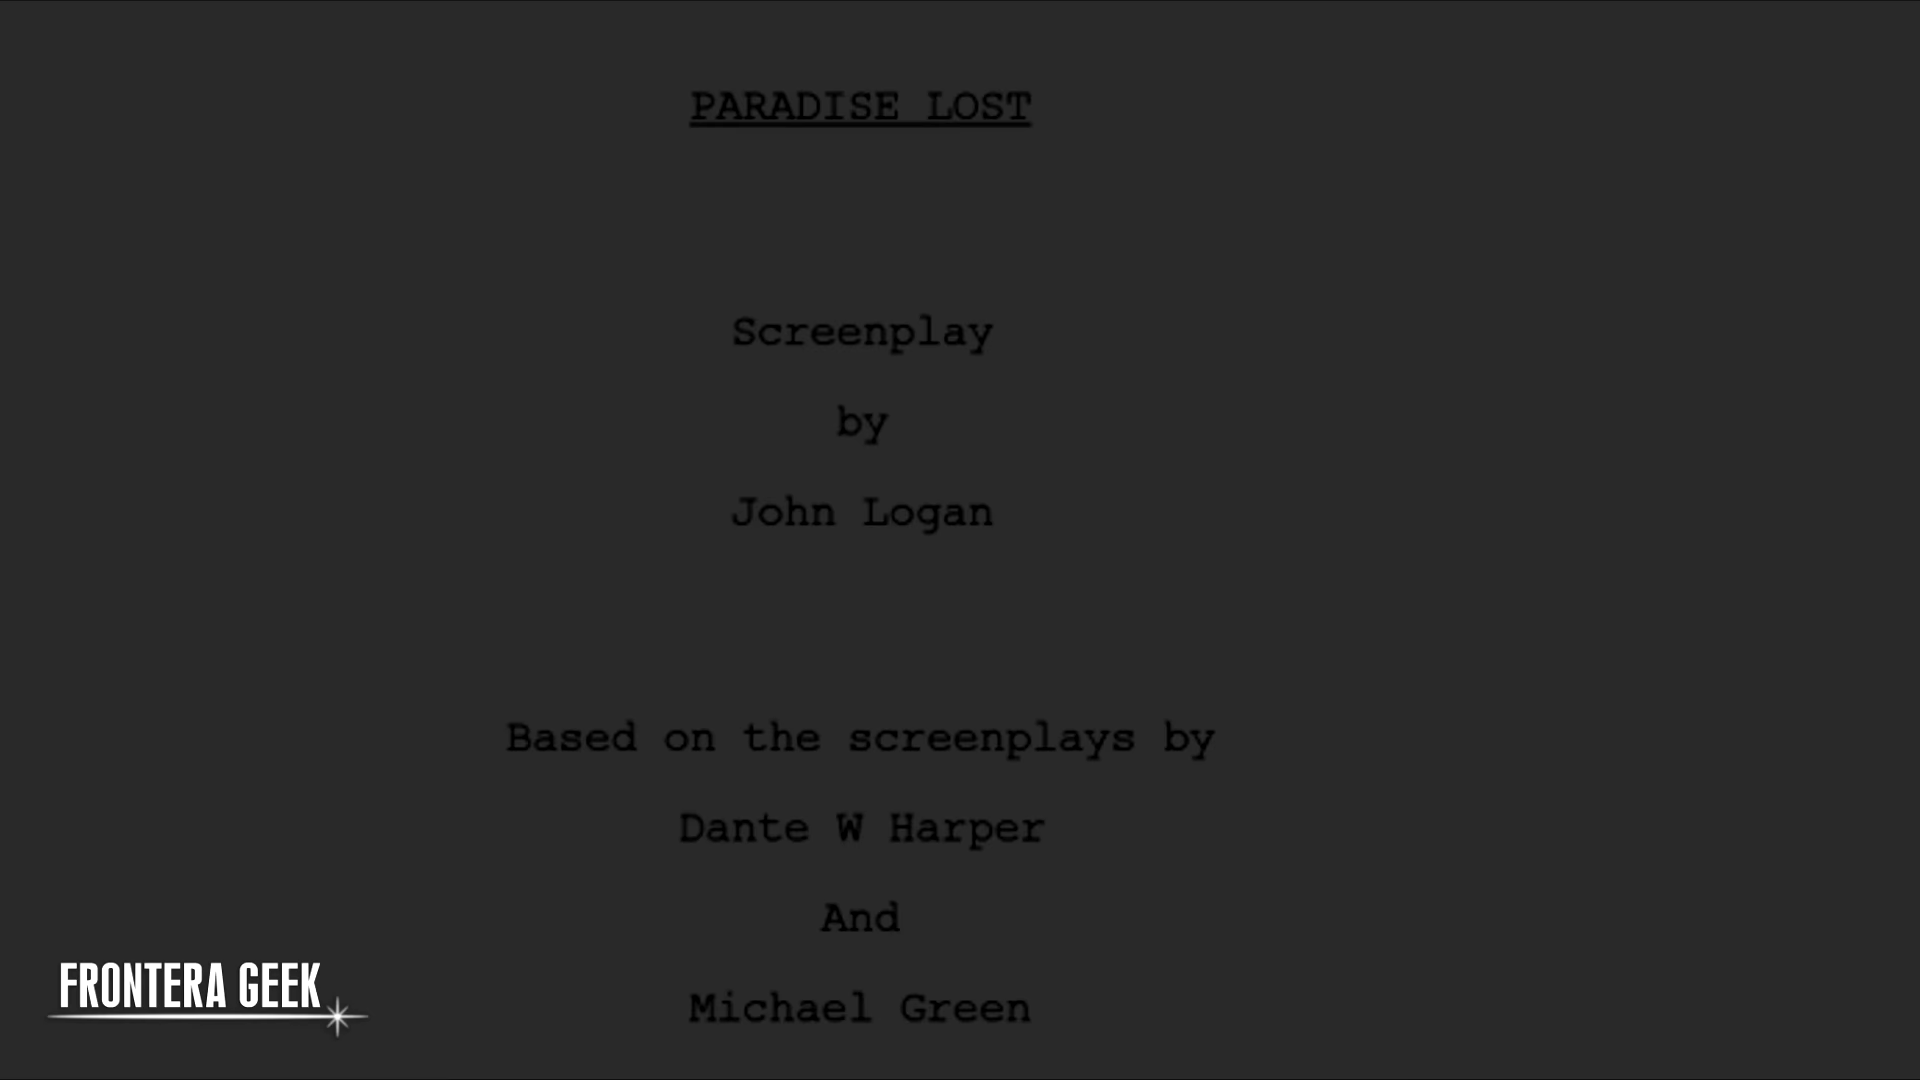 PARADISE LOST
Screenplay
by
John Logan
Based on the screenplays by
Dante W Harper
And
Michael Green
FRONTERA GEEK